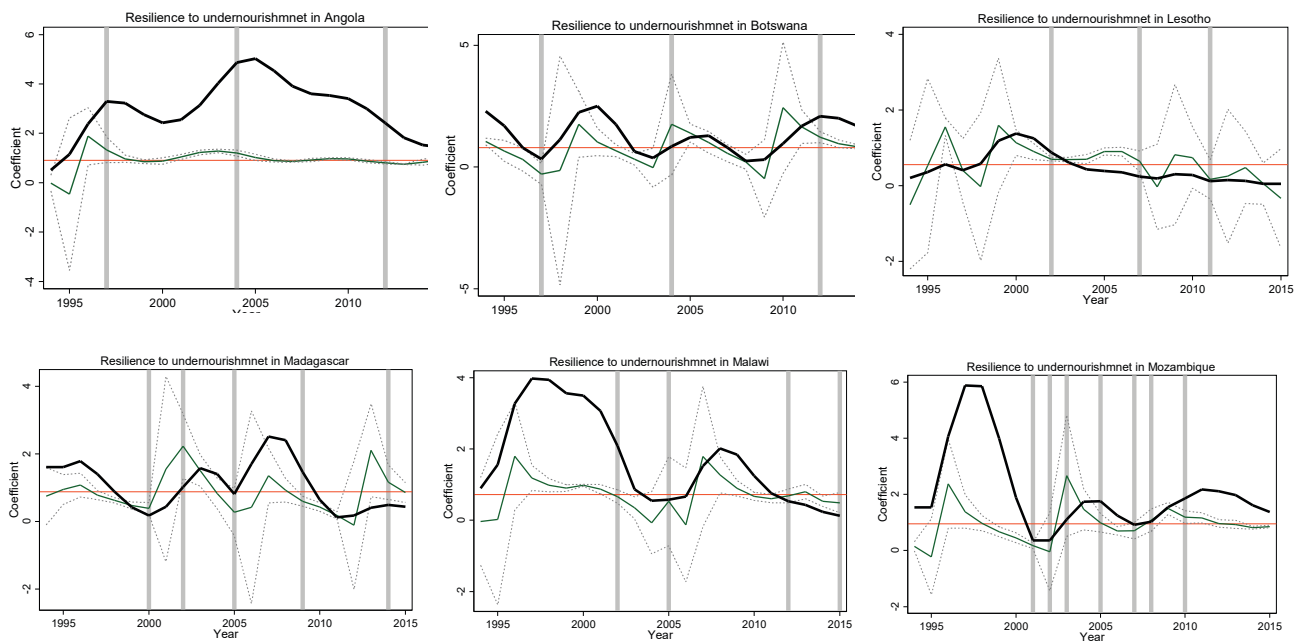 Resilience to undernourishmnet in Angola
Coefficient
6
4
2
0
-2
-4
1995 2000 2005 2010
Year
Resilience to undernourishmnet in Botswana
Coefficient
5
0
-5
1995 2000 2005 2010
Resilience to undernourishmnet in Lesotho
Coefficient
4
2
0
-2
1995 2000 2005 2010 2015
Year
Resilience to undernourishmnet in Madagascar
Coefficient
4
2
0
-2
1995 2000 2005 2010 2015
Year
Resilience to undernourishmnet in Malawi
Coefficient
4
2
0
-2
1995 2000 2005 2010 2015
Year
Resilience to undernourishmnet in Mozambique
Coefficient
6
4
2
0
-2
1995 2000 2005 2010 2015
Year